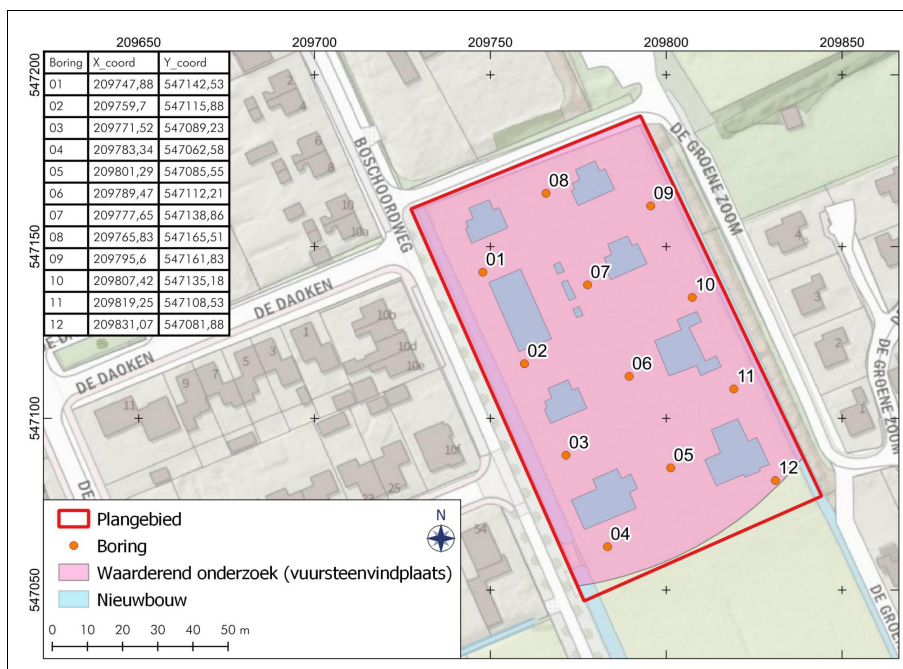 209650 209700 209750 209800 209850
547200
547150
547100
547050
Boring X_coord Y_coord
01 209747,88 547142,53
02 209759,7 547115,88
03 209771,52 547089,23
04 209783,34 547062,58
05 209801,29 547085,55
06 209789,47 547112,21
07 209777,65 547138,86
08 209765,83 547165,51
09 209795,6 547161,83
10 209807,42 547135,18
11 209819,25 547108,53
12 209831,07 547081,88
2
4
6
8
10
10a
BOSCHOORDWEG
DE GROENE ZOOM
08
09
01
07
10
02
06
11
03
05
12
04
DE DAOKEN
DE DAOKEN
10b
10d
10e
10f
1
3
5
7
9
11
25
54
4
3
2
1
DE GROENE ZOOM
Plangebied
Boring
Waarderend onderzoek (vuursteenvindplaats)
Nieuwbouw
N
0 10 20 30 40 50 m